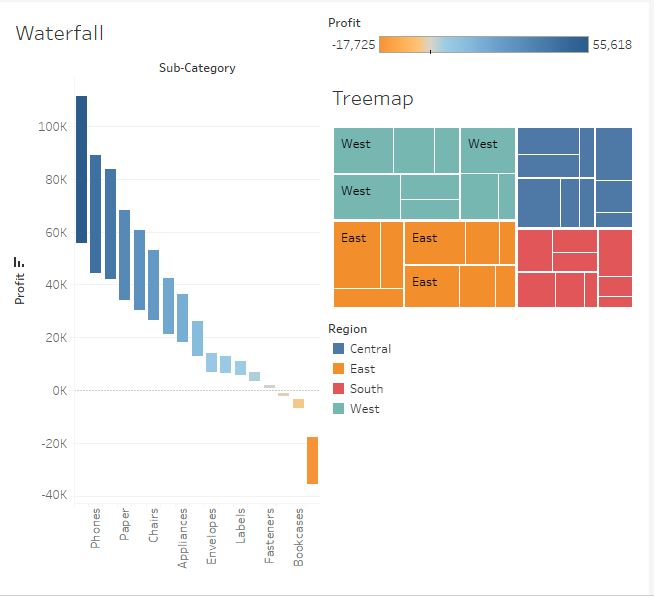 Waterfall
Sub-Category
100K
80K
60K
40K
20K
0K
-20K
-40K
Profit
Phones
Paper
Chairs
Appliances
Envelopes
Labels
Fasteners
Bookcases
Profit
-17,725 55,618
Treemap
West West
West
East East
East
Region
Central
East
South
West